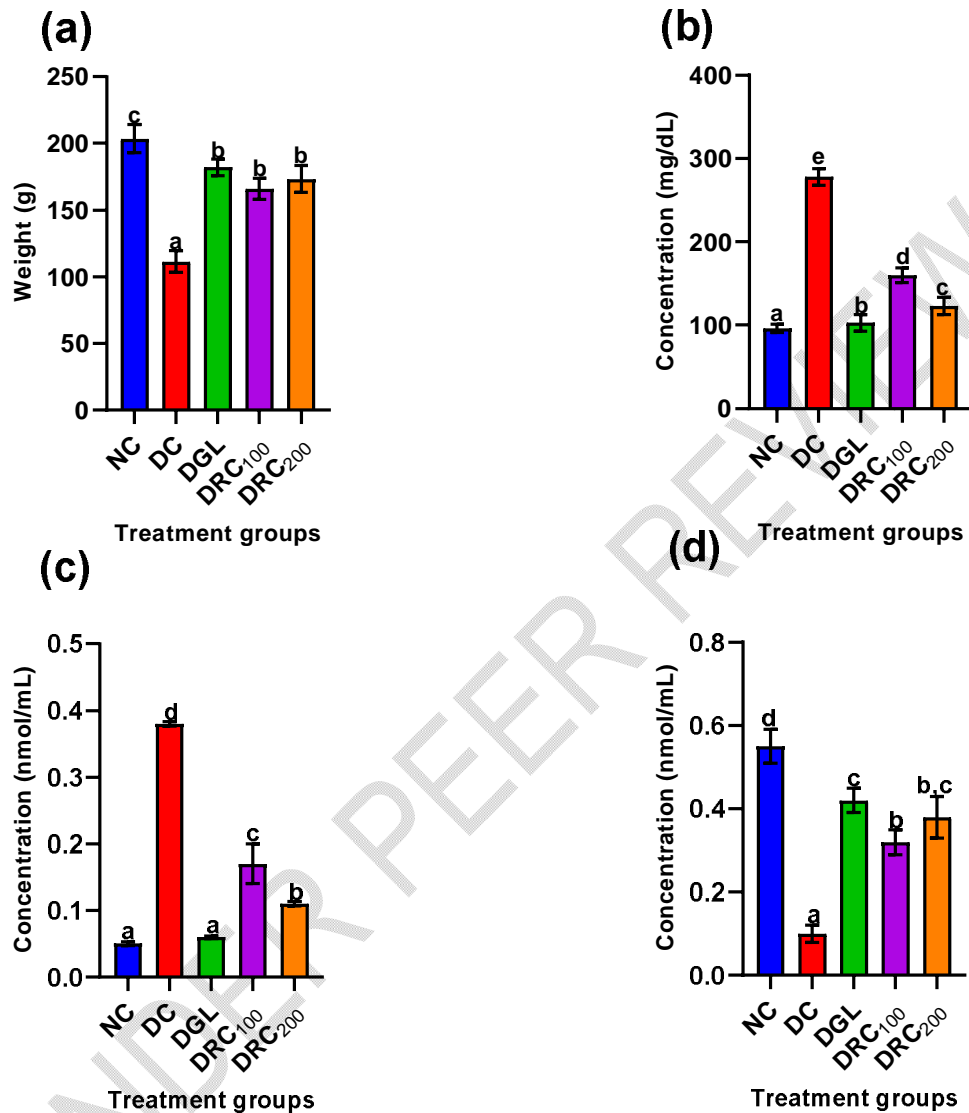 (a)
Weight (g)
250
200
150
100
50
0
c
a
b
b
b
NC
DC
DGL
DRC₁₀₀
DRC₂₀₀
Treatment groups
(b)
Concentration (mg/dL)
400
300
200
100
0
a
e
b
d
c
NC
DC
DGL
DRC₁₀₀
DRC₂₀₀
Treatment groups
(c)
Concentration (nmol/mL)
0.5
0.4
0.3
0.2
0.1
0.0
a
d
a
c
b
NC
DC
DGL
DRC₁₀₀
DRC₂₀₀
Treatment groups
(d)
Concentration (nmol/mL)
0.8
0.6
0.4
0.2
0.0
d
a
c
b
b,c
NC
DC
DGL
DRC₁₀₀
DRC₂₀₀
Treatment groups
NDER PEER REVIEW